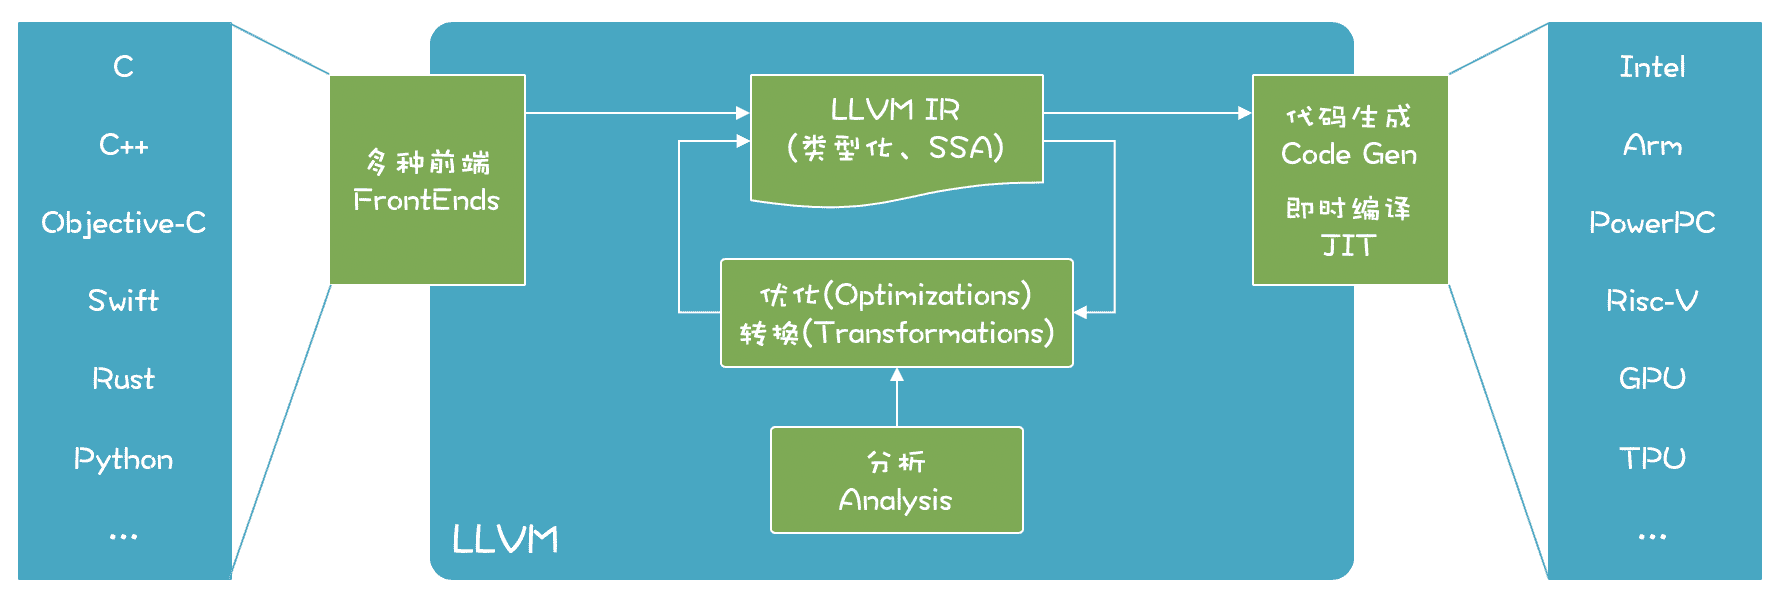 C
C++
Objective-C
Swift
Rust
Python
...
多种前端
FrontEnds
LLVM IR
(类型化、SSA)
优化(Optimizations)
转换(Transformations)
分析
Analysis
LLVM
代码生成
Code Gen
即时编译
JIT
Intel
Arm
PowerPC
Risc-V
GPU
TPU
...